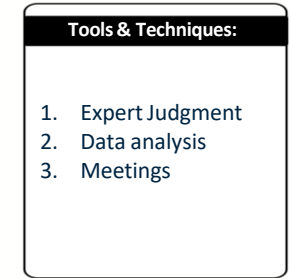 Tools & Techniques:
1. Expert Judgment
2. Data analysis
3. Meetings